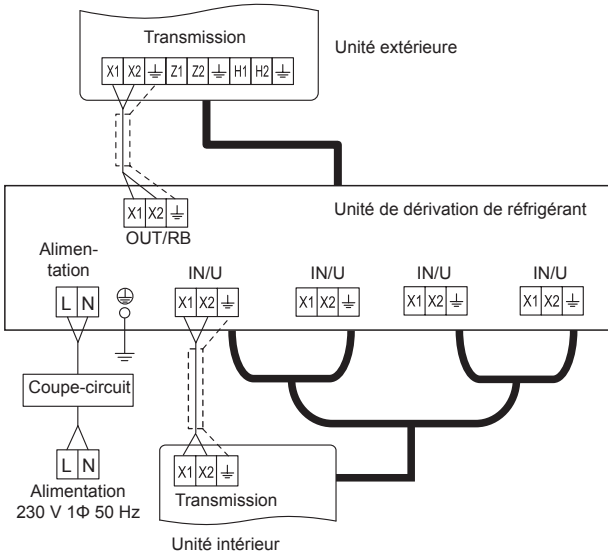 Transmission
Unité extérieure
X1 X2 Z1 Z2 H1 H2
Unité de dérivation de réfrigérant
X1 X2
OUT/RB
Alimen-
tation
IN/U IN/U IN/U IN/U
L N
X1 X2 X1 X2 X1 X2 X1 X2
Coupe-circuit
L N
X1 X2
Alimentation
230 V 1Φ 50 Hz
Transmission
Unité intérieur